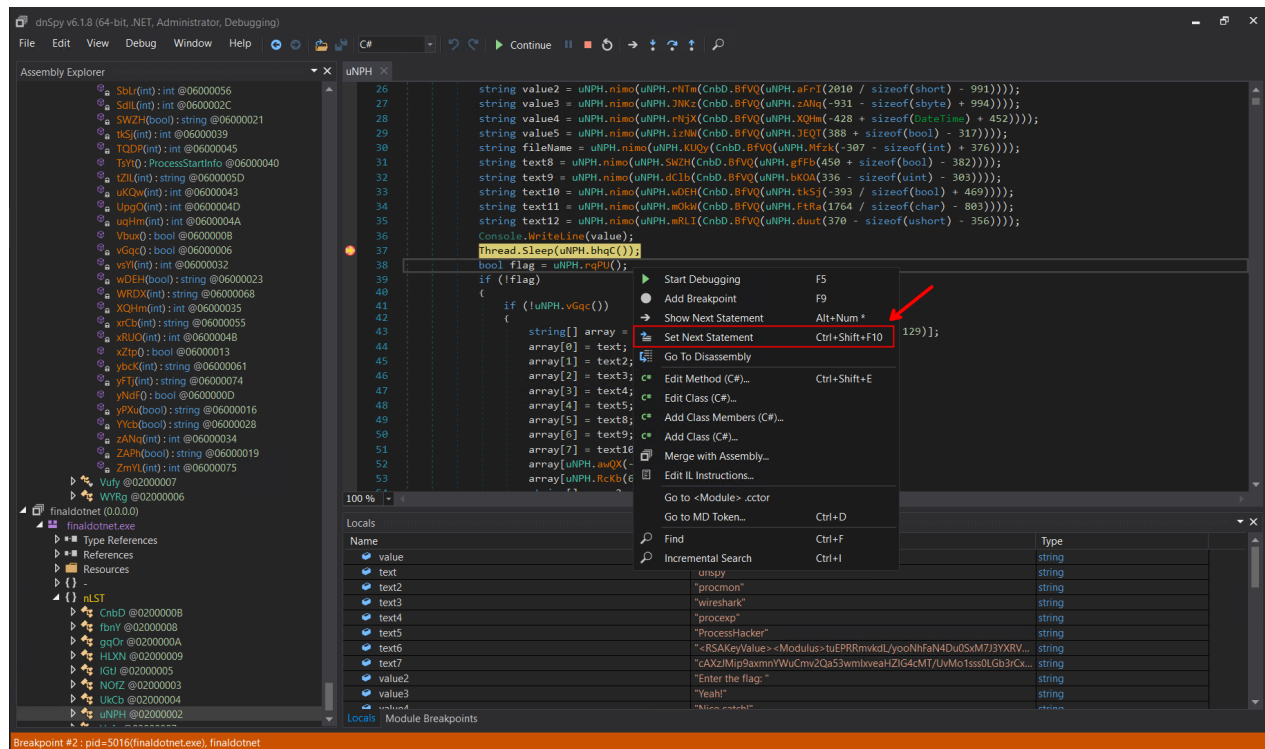 dnSpy v6.1.8 (64-bit, .NET, Administrator, Debugging)
File Edit View Debug Window Help C# Continue
Assembly Explorer
SbLr(int) : int @06000056
SdIL(int) : int @0600002C
SWZH(bool) : string @06000021
tkSj(int) : int @06000039
TQDP(int) : int @06000045
TsYt() : ProcessStartInfo @06000040
tZIL(int) : string @0600005D
uKQw(int) : int @06000043
UpgO(int) : int @0600004D
uqHm(int) : int @0600004A
Vbux() : bool @0600000B
vGqc() : bool @06000006
vsYl(int) : int @06000032
wDEH(bool) : string @06000023
WRDX(int) : string @06000068
XQHm(int) : int @06000035
xrCb(int) : string @06000055
xRUO(int) : int @0600004B
xZtp() : bool @06000013
ybcK(int) : string @06000061
yFTj(int) : string @06000074
yNdF() : bool @0600000D
yPXu(bool) : string @06000016
YYcb(bool) : string @06000028
zANq(int) : int @06000034
ZAPh(bool) : string @06000019
ZmYL(int) : int @06000075
Vufy @02000007
WYRg @02000006
finaldotnet (0.0.0.0)
finaldotnet.exe
Type References
References
Resources
{ } -
{ } nLST
CnbD @0200000B
fbnY @02000008
gqOr @0200000A
HLXN @02000009
IGtJ @02000005
NOfZ @02000003
UkCb @02000004
uNPH @02000002
uNPH
26 string value2 = uNPH.nimo(uNPH.rNTm(CnbD.BfVQ(uNPH.aFrI(2010 / sizeof(short) - 991))));
27 string value3 = uNPH.nimo(uNPH.JNKz(CnbD.BfVQ(uNPH.zANq(-931 - sizeof(sbyte) + 994))));
28 string value4 = uNPH.nimo(uNPH.rNjX(CnbD.BfVQ(uNPH.XQHm(-428 + sizeof(DateTime) + 452))));
29 string value5 = uNPH.nimo(uNPH.izNW(CnbD.BfVQ(uNPH.JEQT(388 + sizeof(bool) - 317))));
30 string fileName = uNPH.nimo(uNPH.KUQy(CnbD.BfVQ(uNPH.Mfzk(-307 - sizeof(int) + 376))));
31 string text8 = uNPH.nimo(uNPH.SWZH(CnbD.BfVQ(uNPH.gfFb(450 + sizeof(bool) - 382))));
32 string text9 = uNPH.nimo(uNPH.dClb(CnbD.BfVQ(uNPH.bKOA(336 - sizeof(uint) - 303))));
33 string text10 = uNPH.nimo(uNPH.wDEH(CnbD.BfVQ(uNPH.tkSj(-393 / sizeof(bool) + 469))));
34 string text11 = uNPH.nimo(uNPH.mOkW(CnbD.BfVQ(uNPH.FtRa(1764 / sizeof(char) - 803))));
35 string text12 = uNPH.nimo(uNPH.mRLI(CnbD.BfVQ(uNPH.duut(370 - sizeof(ushort) - 356))));
36 Console.WriteLine(value);
37 Thread.Sleep(uNPH.bhqC());
38 bool flag = uNPH.rqPU();
39 if (!flag)
40 {
41 if (!uNPH.vGqc())
42 {
43 string[] array = 129)];
44 array[0] = text;
45 array[1] = text2;
46 array[2] = text3;
47 array[3] = text4;
48 array[4] = text5;
49 array[5] = text8;
50 array[6] = text9;
51 array[7] = text10
52 array[uNPH.awQX(-
53 array[uNPH.RcKb(6
100 %
Start Debugging F5
Add Breakpoint F9
Show Next Statement Alt+Num *
Set Next Statement Ctrl+Shift+F10
Go To Disassembly
Edit Method (C#)... Ctrl+Shift+E
Edit Class (C#)...
Add Class Members (C#)...
Add Class (C#)...
Merge with Assembly...
Edit IL Instructions...
Go to <Module> .cctor
Go to MD Token... Ctrl+D
Find Ctrl+F
Incremental Search Ctrl+I
Locals
Name Type
value string
text "dnspy" string
text2 "procmon" string
text3 "wireshark" string
text4 "procexp" string
text5 "ProcessHacker" string
text6 "<RSAKeyValue><Modulus>tuEPRRmvkdL/yooNhFaN4Du0SxM7J3YXRV... string
text7 "cAXzJMip9axmnYWuCmv2Qa53wmIxveaHZIG4cMT/UvMo1sss0LGb3rCx... string
value2 "Enter the flag: " string
value3 "Yeah!" string
value4 "Nice catch!" string
Locals Module Breakpoints
Breakpoint #2 : pid=5016(finaldotnet.exe), finaldotnet